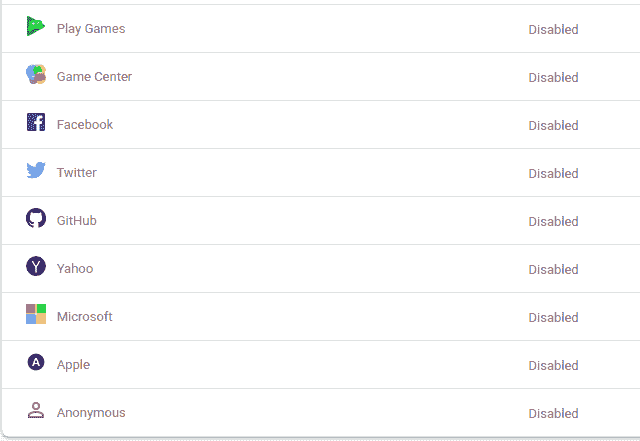 Play Games Disabled
Game Center Disabled
Facebook Disabled
Twitter Disabled
GitHub Disabled
Yahoo Disabled
Microsoft Disabled
Apple Disabled
Anonymous Disabled